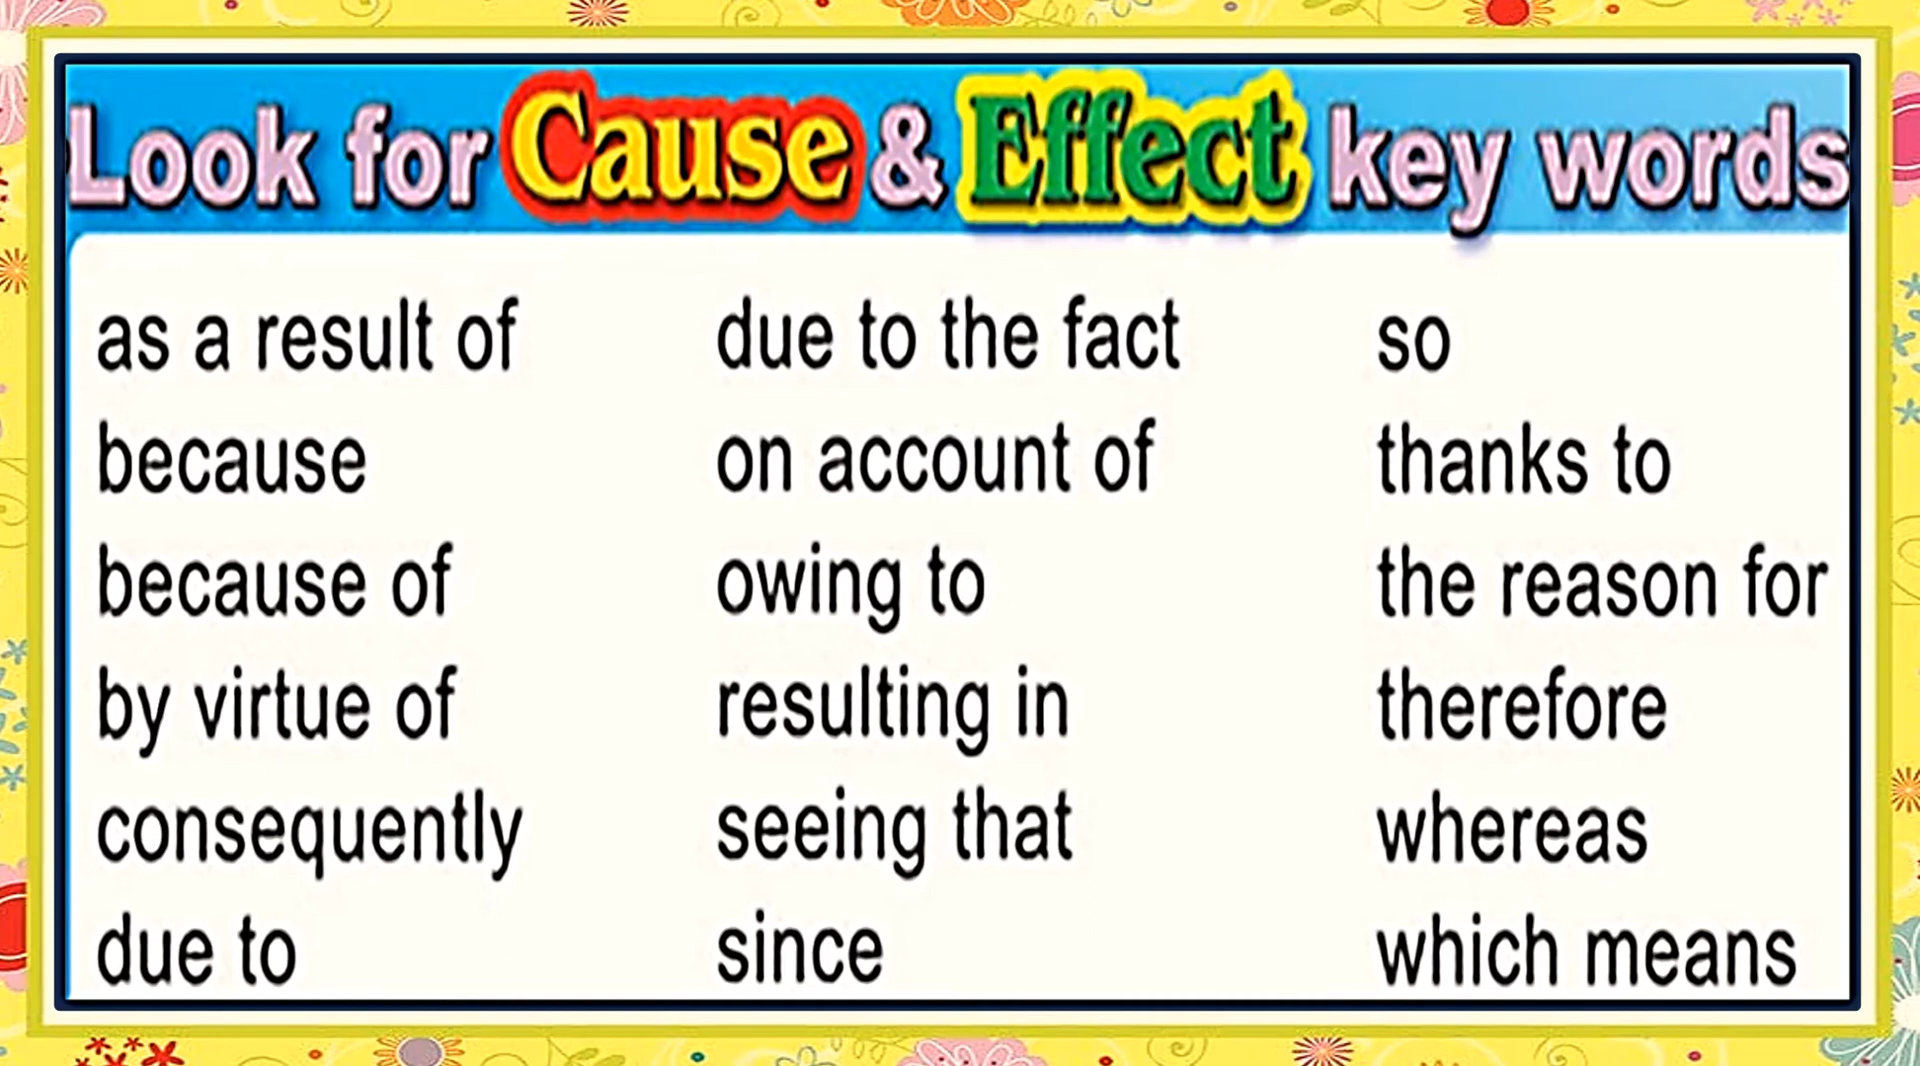 Look for Cause & Effect key words
as a result of
because
because of
by virtue of
consequently
due to
due to the fact
on account of
owing to
resulting in
seeing that
since
so
thanks to
the reason for
therefore
whereas
which means